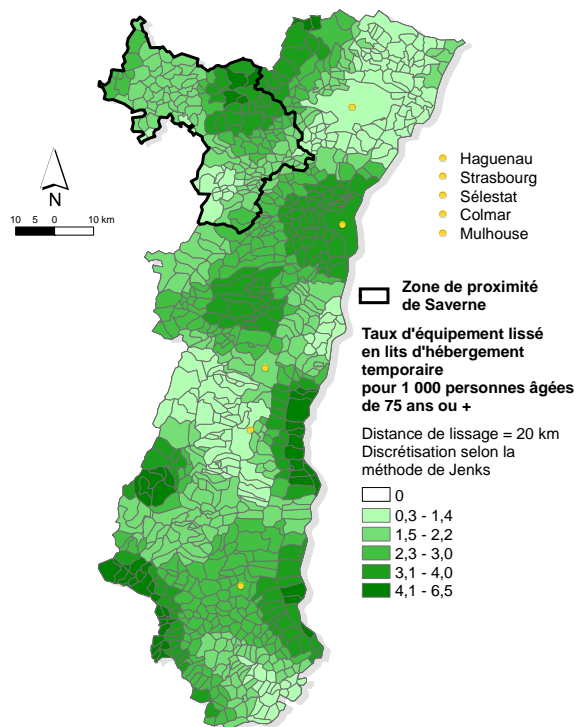 Haguenau
Strasbourg
Sélestat
Colmar
Mulhouse
N
10 5 0 10 km
Zone de proximité
de Saverne
Taux d'équipement lissé
en lits d'hébergement
temporaire
pour 1 000 personnes âgées
de 75 ans ou +
Distance de lissage = 20 km
Discrétisation selon la
méthode de Jenks
0
0,3 - 1,4
1,5 - 2,2
2,3 - 3,0
3,1 - 4,0
4,1 - 6,5